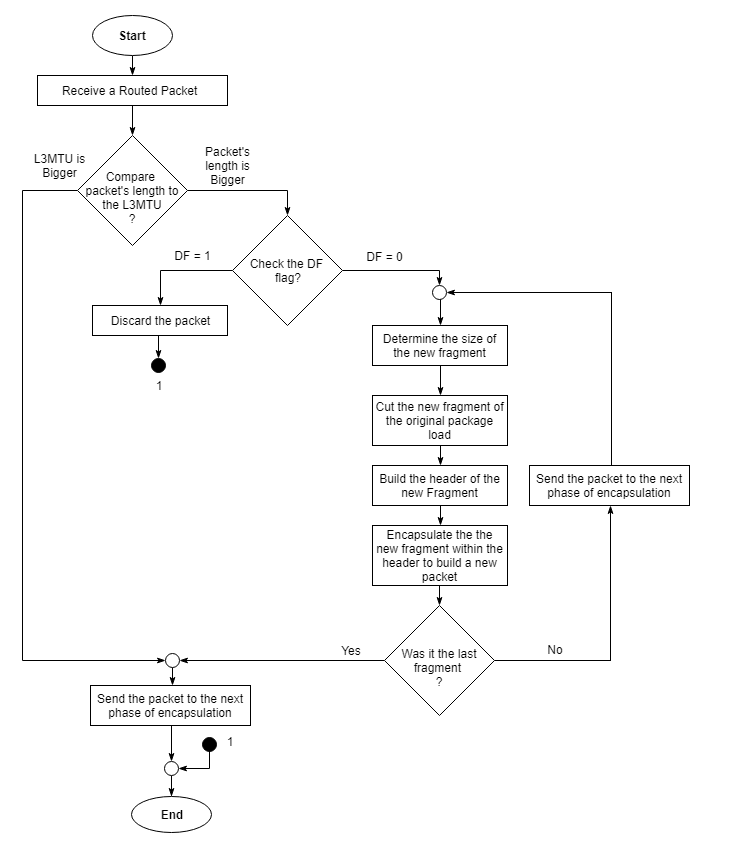 Start
Receive a Routed Packet
L3MTU is
Bigger
Packet's
length is
Bigger
Compare
packet's length to
the L3MTU
?
DF = 1
Check the DF
flag?
DF = 0
Discard the packet
1
Determine the size of
the new fragment
Cut the new fragment of
the original package
load
Build the header of the
new Fragment
Send the packet to the next
phase of encapsulation
Encapsulate the the
new fragment within the
header to build a new
packet
Yes
Was it the last
fragment
?
No
Send the packet to the next
phase of encapsulation
1
End